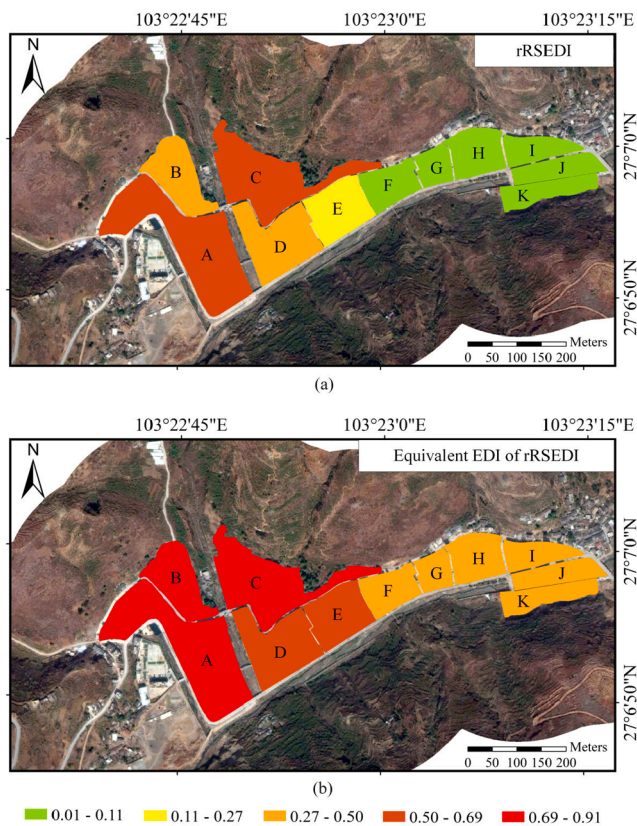 103°22'45"E 103°23'0"E 103°23'15"E
N
rRSEDI
27°7'0"N
B
C
A
D
E
F
G
H
I
J
K
27°6'50"N
Meters
0 50 100 150 200
(a)
103°22'45"E 103°23'0"E 103°23'15"E
N
Equivalent EDI of rRSEDI
27°7'0"N
B
C
A
D
E
F
G
H
I
J
K
27°6'50"N
Meters
0 50 100 150 200
(b)
0.01 - 0.11 0.11 - 0.27 0.27 - 0.50 0.50 - 0.69 0.69 - 0.91